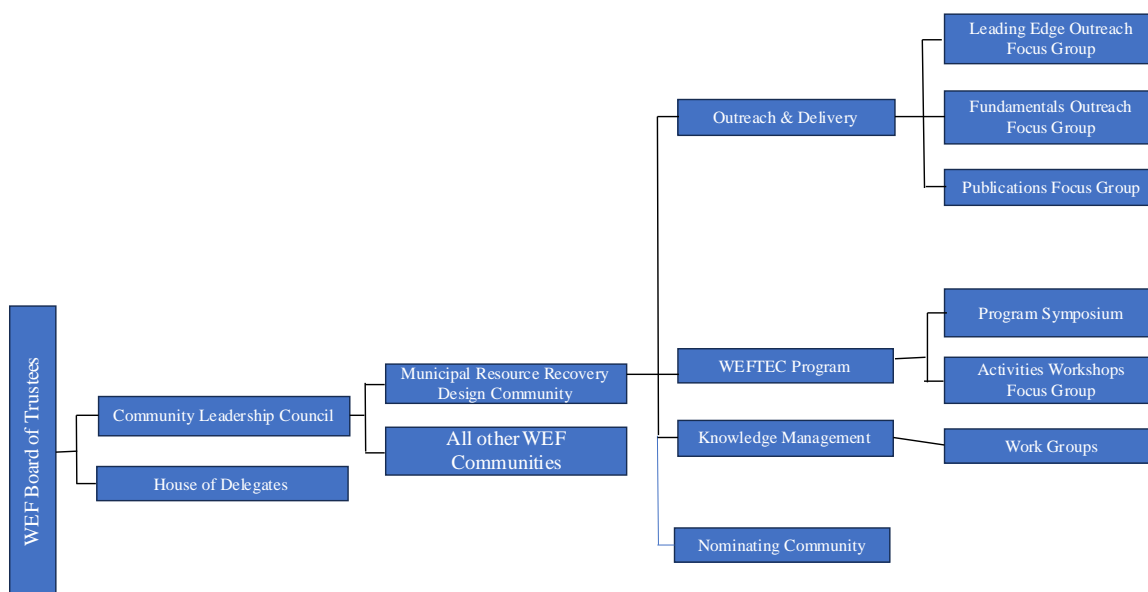 WEF Board of Trustees
Community Leadership Council
House of Delegates
Municipal Resource Recovery
Design Community
All other WEF
Communities
Outreach & Delivery
WEFTEC Program
Knowledge Management
Nominating Community
Leading Edge Outreach
Focus Group
Fundamentals Outreach
Focus Group
Publications Focus Group
Program Symposium
Activities Workshops
Focus Group
Work Groups